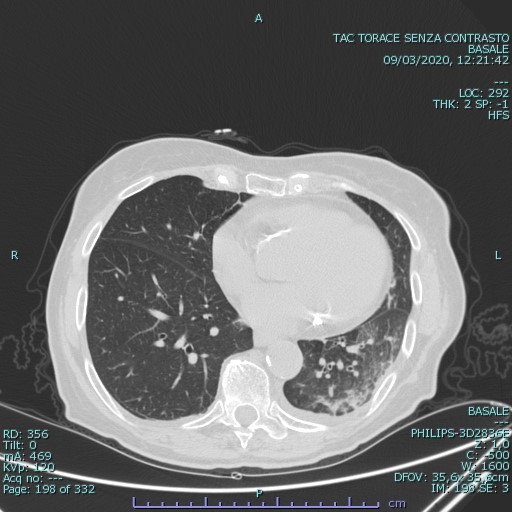 A
TAC TORACE SENZA CONTRASTO
BASALE
09/03/2020, 12:21:42
---
LOC: 292
THK: 2 SP: -1
HFS
R
L
BASALE
---
RD: 356
Tilt: 0
mA: 469
KVp: 120
Acq no: ---
Page: 198 of 332
Z: 1,0
C: -500
W: 1600
P
cm